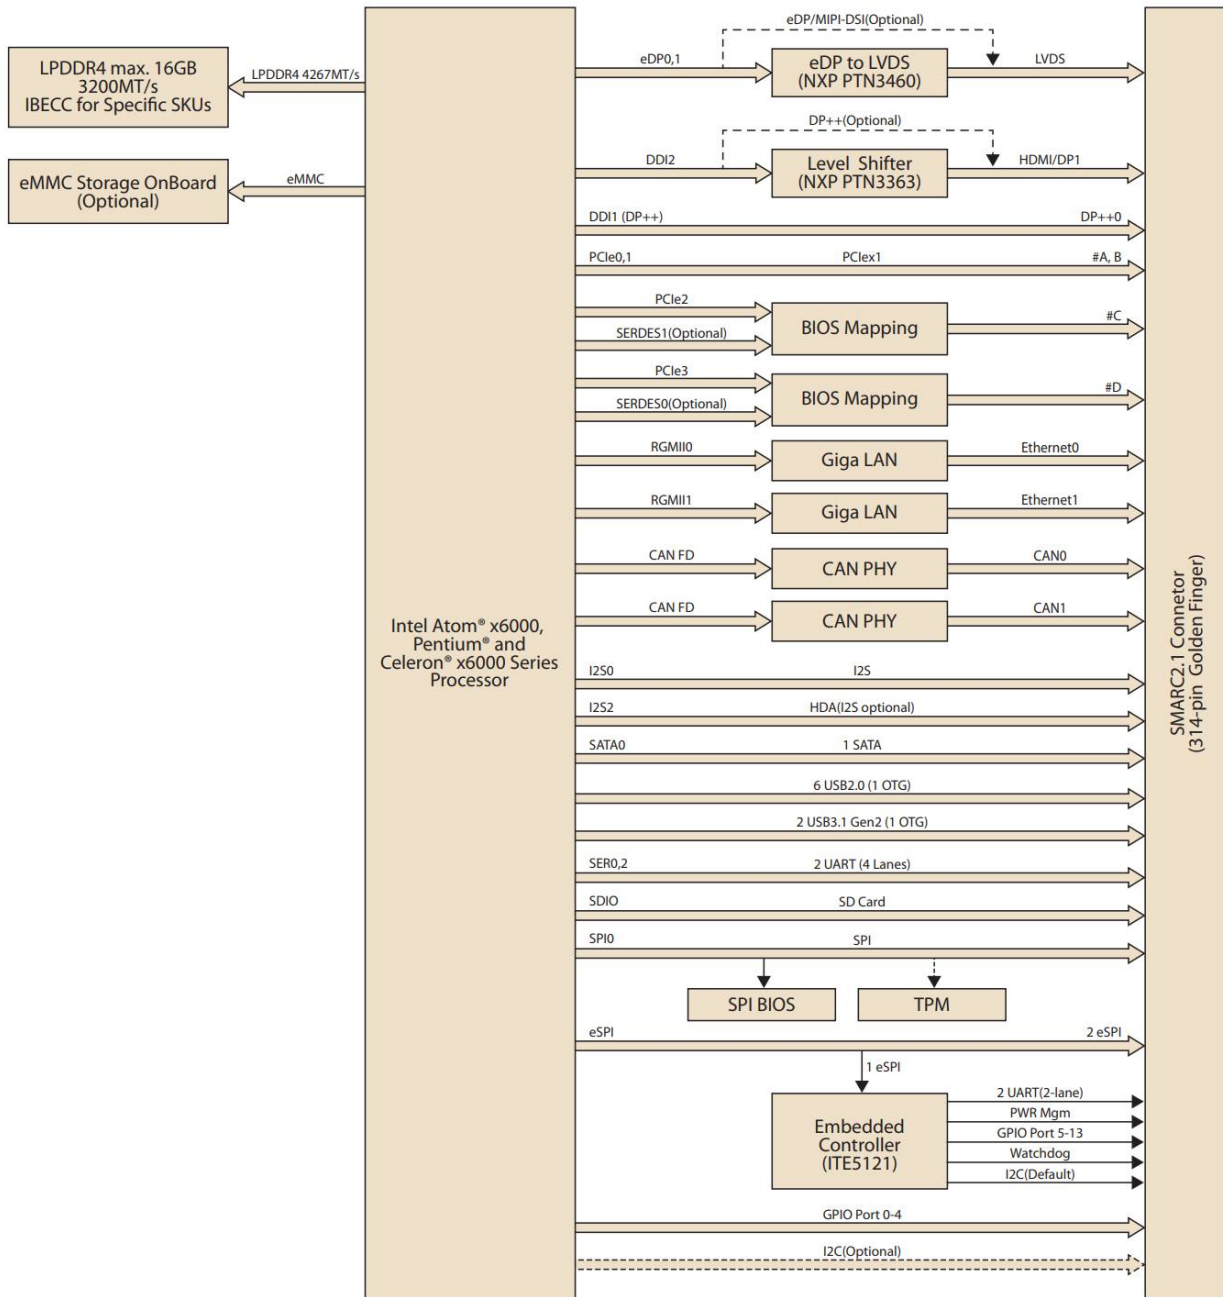 eDP/MIPI-DSI(Optional)
LPDDR4 max. 16GB
3200MT/s
IBECC for Specific SKUs
LPDDR4 4267MT/s
eDP0,1
eDP to LVDS
(NXP PTN3460)
LVDS
DP++(Optional)
eMMC Storage OnBoard
(Optional)
eMMC
DDI2
Level Shifter
(NXP PTN3363)
HDMI/DP1
DDI1 (DP++)
DP++0
PCIe0,1
PCIex1
#A, B
PCIe2
SERDES1(Optional)
BIOS Mapping
#C
PCIe3
SERDES0(Optional)
BIOS Mapping
#D
RGMII0
Giga LAN
Ethernet0
RGMII1
Giga LAN
Ethernet1
CAN FD
CAN PHY
CAN0
CAN FD
CAN PHY
CAN1
Intel Atom® x6000,
Pentium® and
Celeron® x6000 Series
Processor
SMARC2.1 Connetor
(314-pin Golden Finger)
I2S0
I2S
I2S2
HDA(I2S optional)
SATA0
1 SATA
6 USB2.0 (1 OTG)
2 USB3.1 Gen2 (1 OTG)
SER0,2
2 UART (4 Lanes)
SDIO
SD Card
SPI0
SPI
SPI BIOS
TPM
eSPI
2 eSPI
1 eSPI
Embedded
Controller
(ITE5121)
2 UART(2-lane)
PWR Mgm
GPIO Port 5-13
Watchdog
I2C(Default)
GPIO Port 0-4
I2C(Optional)